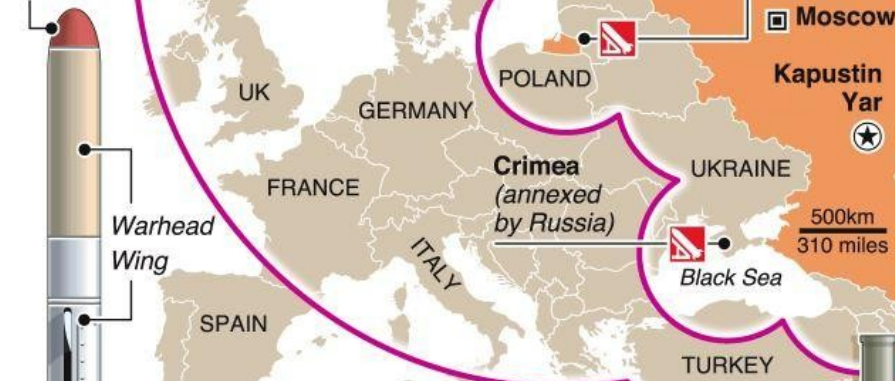 Moscow
Kapustin
Yar
POLAND
UK
GERMANY
Crimea
(annexed
by Russia)
UKRAINE
FRANCE
500km
310 miles
Warhead
Wing
ITALY
Black Sea
SPAIN
TURKEY